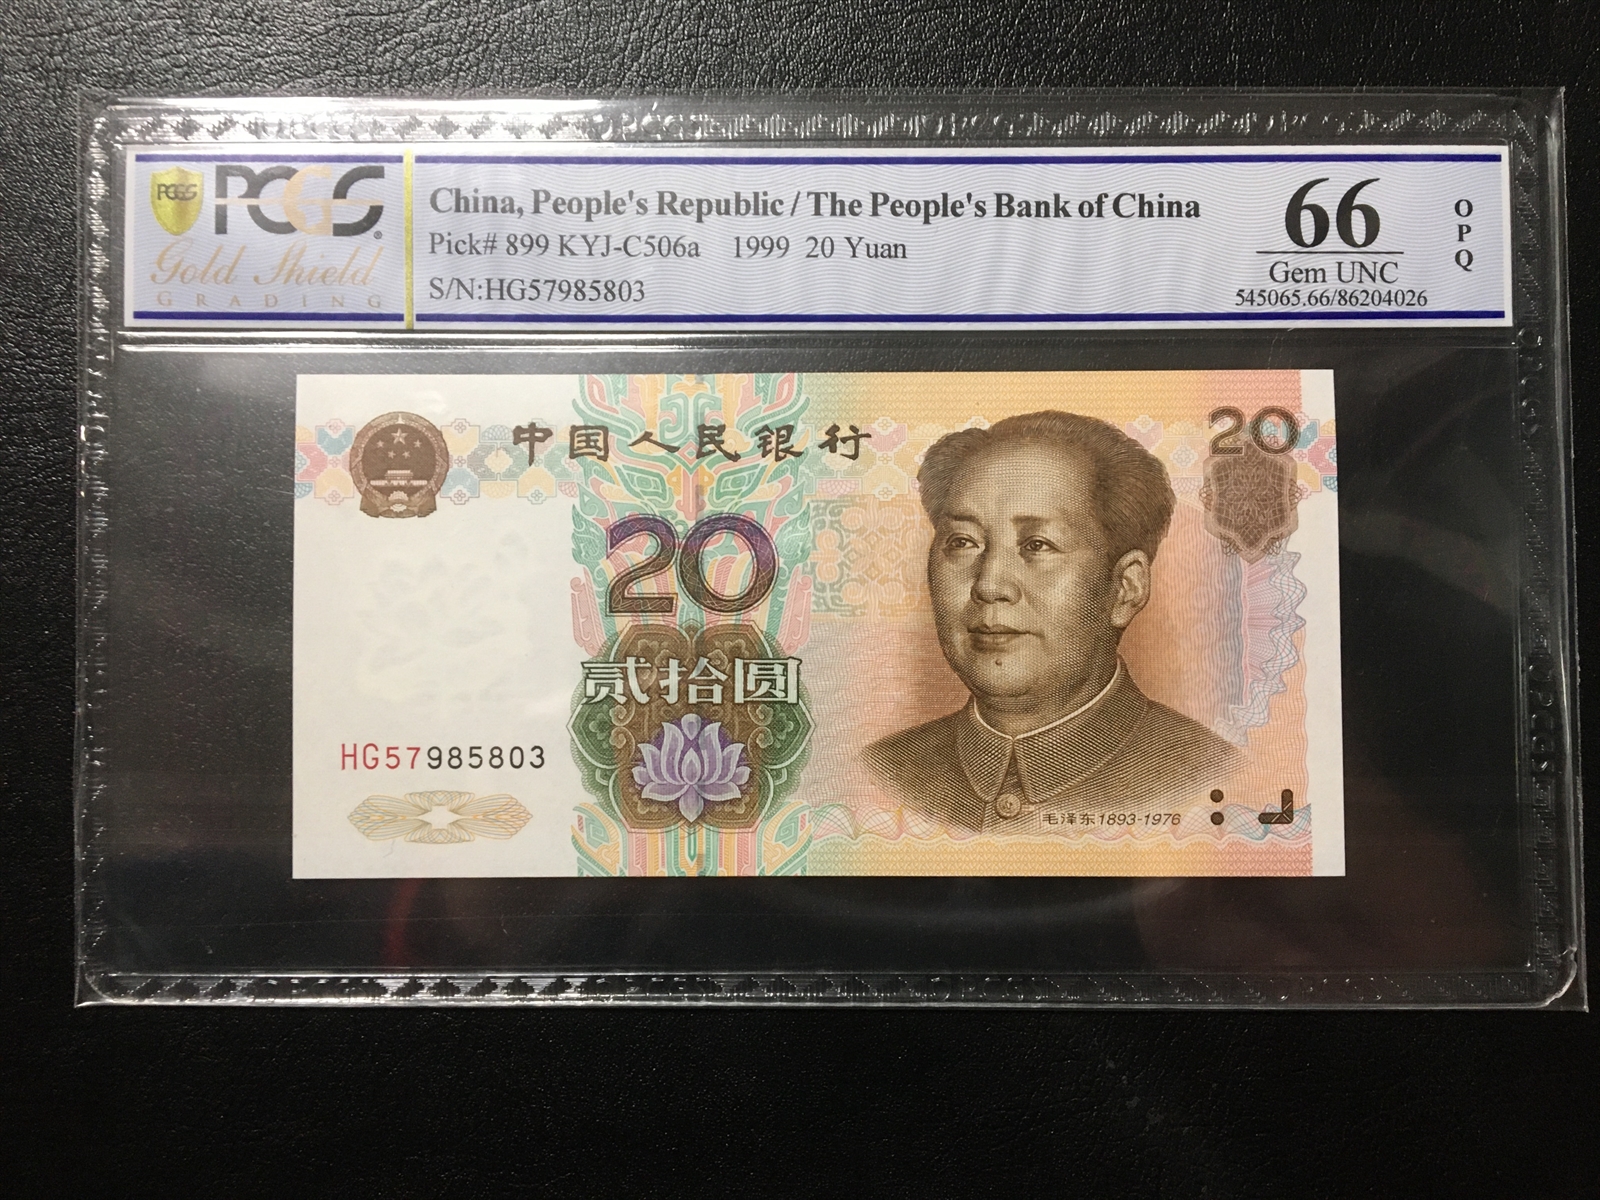 PCGS
PCGS
Gold Shield
GRADING
China, People's Republic / The People's Bank of China
Pick# 899 KYJ-C506a 1999 20 Yuan
S/N:HG57985803
66
Gem UNC
545065.66/86204026
OPQ
中国人民银行
20
20
贰拾圆
HG57985803
毛泽东1893-1976